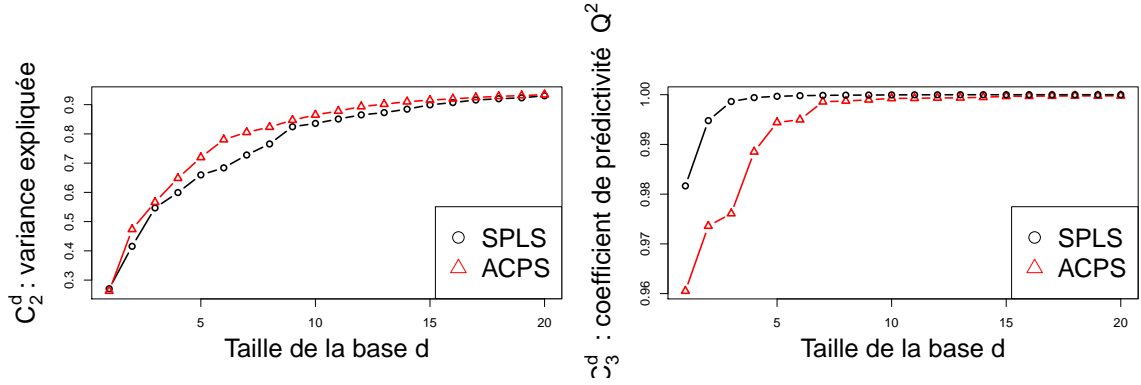 C₂ᵈ : variance expliquée
0.3 0.4 0.5 0.6 0.7 0.8 0.9
5 10 15 20
Taille de la base d
SPLS
ACPS
C₃ᵈ : coefficient de prédictivité Q²
0.96 0.97 0.98 0.99 1.00
5 10 15 20
Taille de la base d
SPLS
ACPS